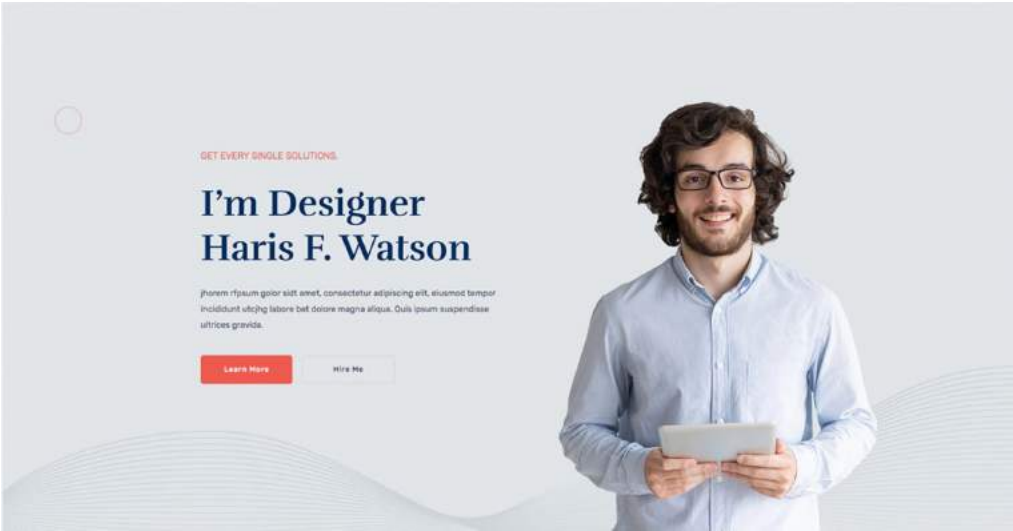 GET EVERY SINGLE SOLUTIONS.
I'm Designer
Haris F. Watson
jhorem rfpsum golor sidt amet, consectetur adipiscing elit, eiusmod tempor
incididunt utcjhg labore bet dolore magna aliqua. Quis ipsum suspendisse
ultrices gravida.
Learn More
Hire Me